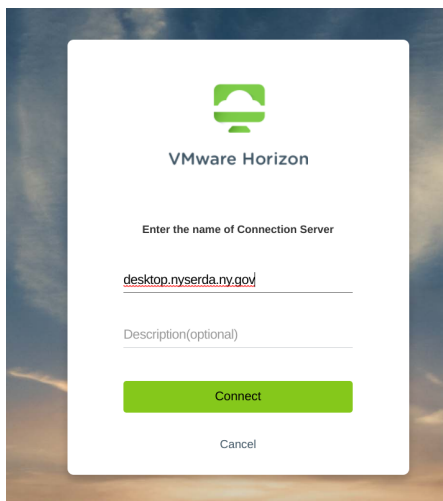 VMware Horizon
Enter the name of Connection Server
desktop.nyserda.ny.gov
Description(optional)
Connect
Cancel